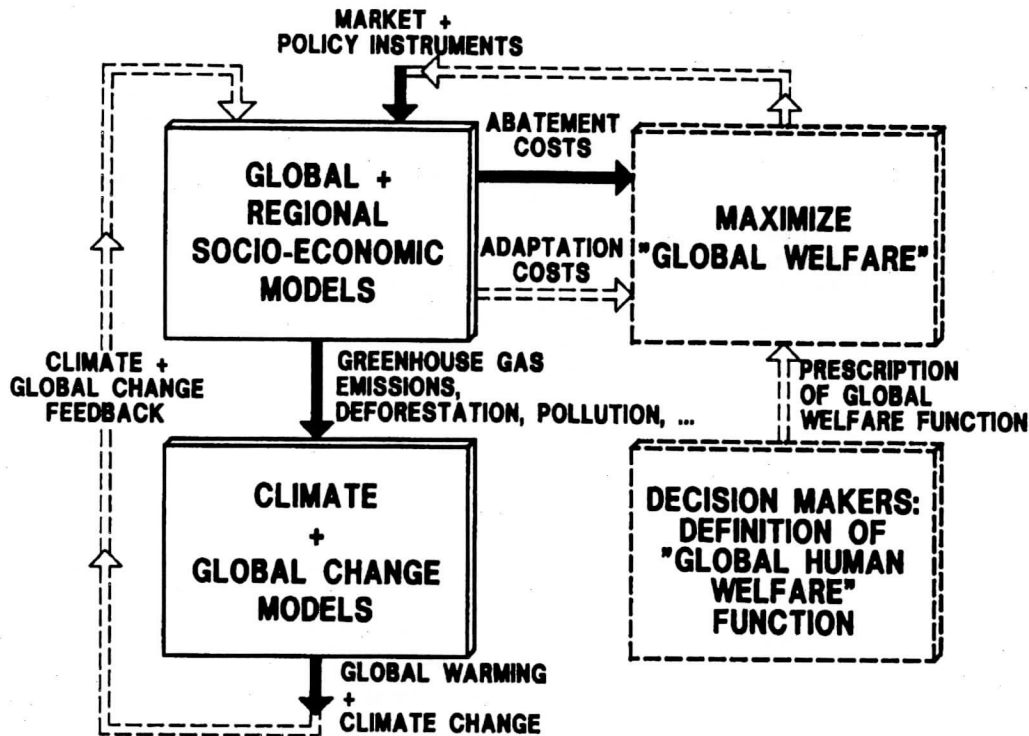 MARKET +
POLICY INSTRUMENTS
ABATEMENT
COSTS
GLOBAL +
REGIONAL
SOCIO-ECONOMIC
MODELS
MAXIMIZE
"GLOBAL WELFARE"
ADAPTATION
COSTS
CLIMATE +
GLOBAL CHANGE
FEEDBACK
GREENHOUSE GAS
EMISSIONS,
DEFORESTATION, POLLUTION, ...
PRESCRIPTION
OF GLOBAL
WELFARE FUNCTION
CLIMATE
+
GLOBAL CHANGE
MODELS
DECISION MAKERS:
DEFINITION OF
"GLOBAL HUMAN
WELFARE"
FUNCTION
GLOBAL WARMING
+
CLIMATE CHANGE